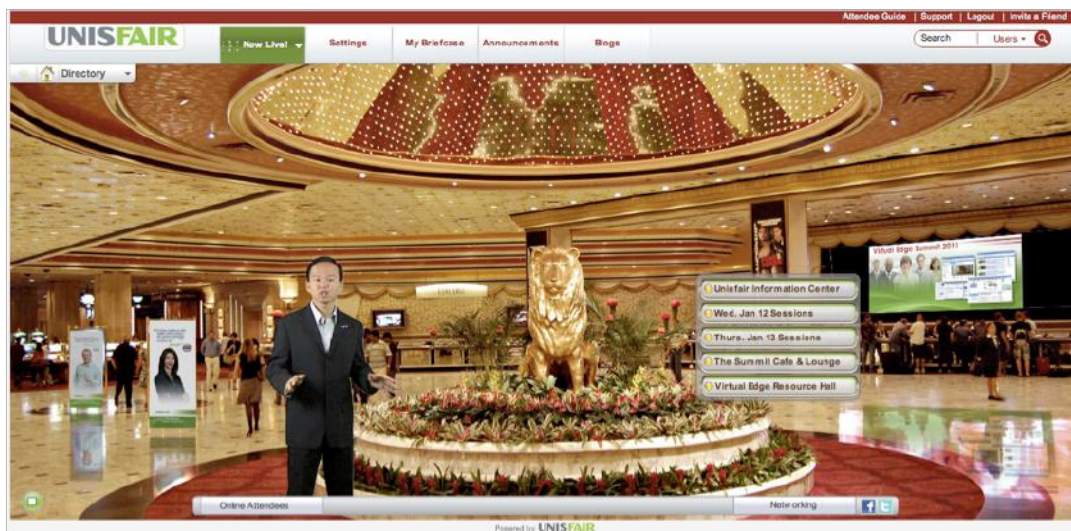 Attendee Guide | Support | Logout | Invite a Friend
UNISFAIR
Now Live!
Settings
My Briefcase
Announcements
Blogs
Search
Users
Directory
Virtual Edge Summit 2011
Unisfair Information Center
Wed. Jan 12 Sessions
Thurs. Jan 13 Sessions
The Summit Cafe & Lounge
Virtual Edge Resource Hall
Online Attendees
Networking
Powered by UNISFAIR